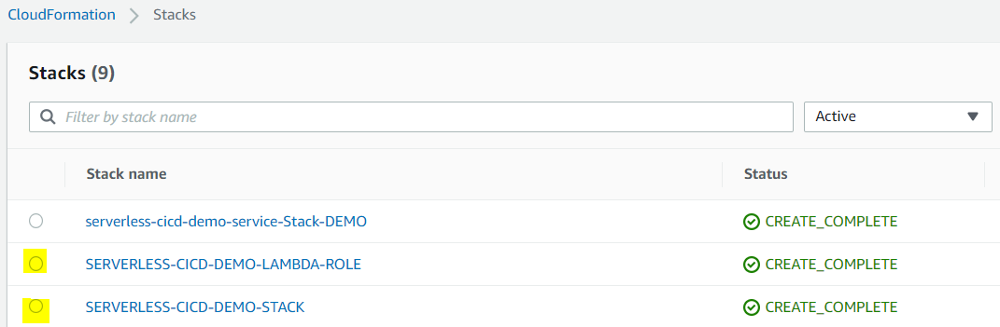 CloudFormation > Stacks
Stacks (9)
Filter by stack name Active
Stack name Status
serverless-cicd-demo-service-Stack-DEMO CREATE_COMPLETE
SERVERLESS-CICD-DEMO-LAMBDA-ROLE CREATE_COMPLETE
SERVERLESS-CICD-DEMO-STACK CREATE_COMPLETE